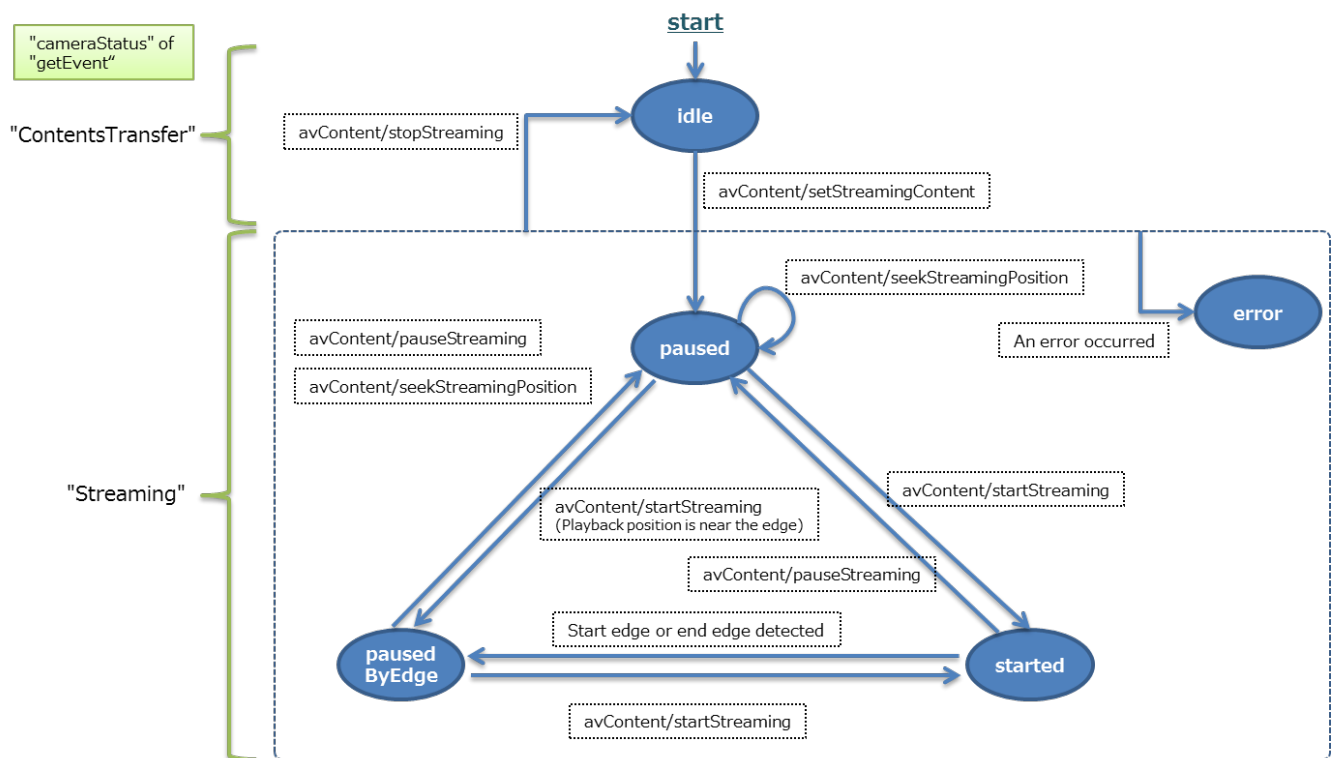 start
"cameraStatus" of
"getEvent“
idle
"ContentsTransfer"
avContent/stopStreaming
avContent/setStreamingContent
avContent/seekStreamingPosition
error
avContent/pauseStreaming
paused
An error occurred
avContent/seekStreamingPosition
"Streaming"
avContent/startStreaming
(Playback position is near the edge)
avContent/startStreaming
avContent/pauseStreaming
Start edge or end edge detected
paused
ByEdge
started
avContent/startStreaming